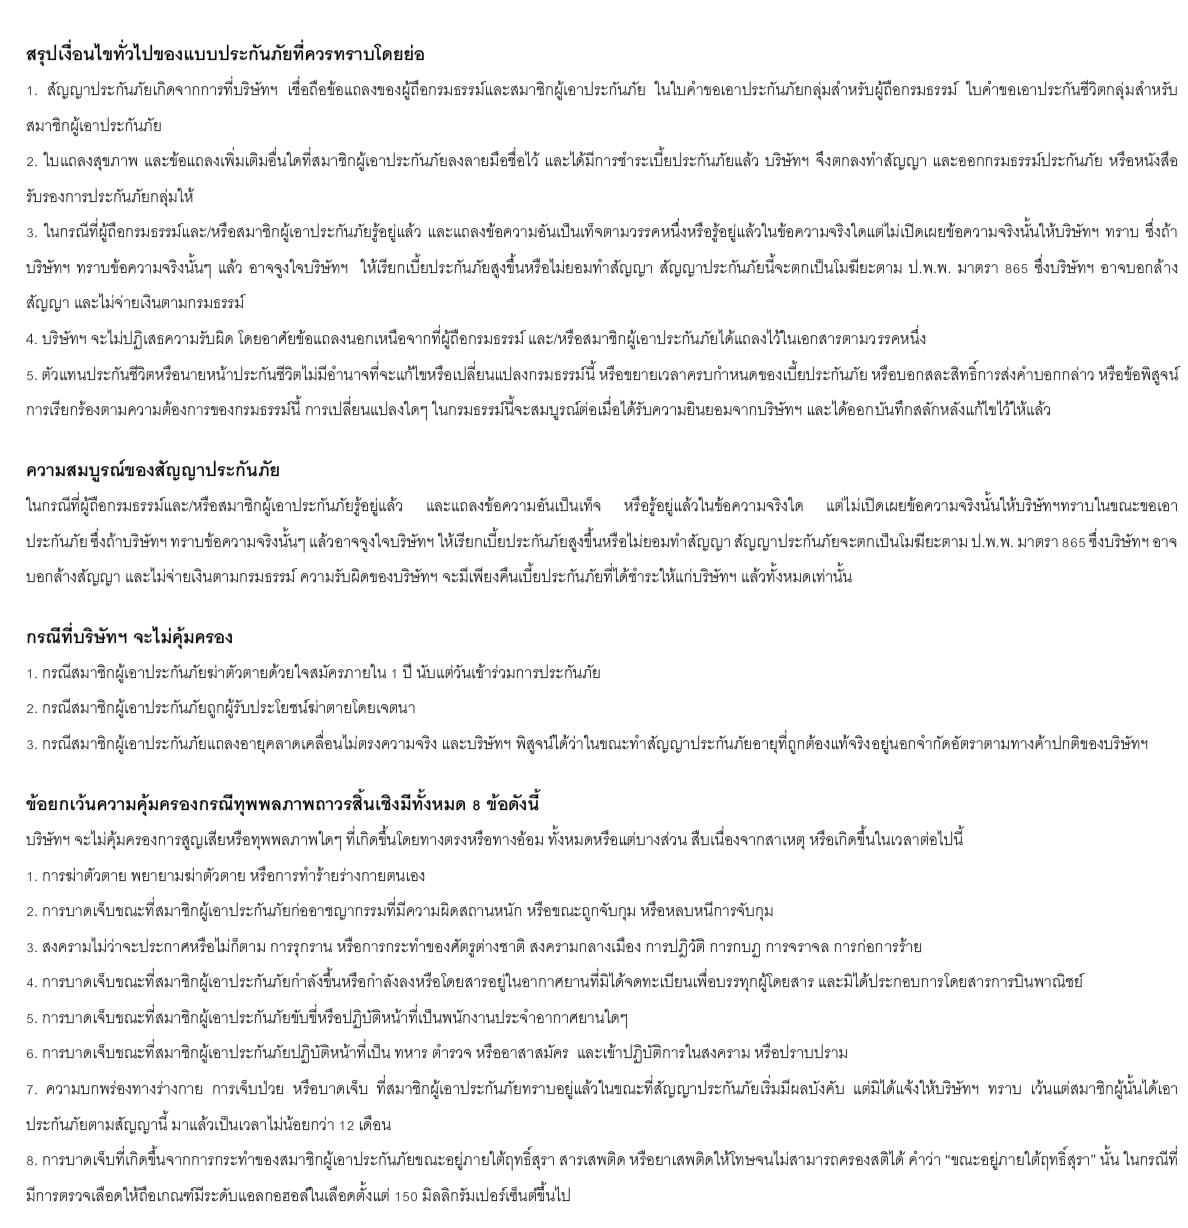 สรุปเงื่อนไขทั่วไปของแบบประกันภัยที่ควรทราบโดยย่อ
1. สัญญาประกันภัยเกิดจากการที่บริษัทฯ เชื่อถือข้อแถลงของผู้ถือกรมธรรม์และสมาชิกผู้เอาประกันภัย ในใบคำขอเอาประกันภัยกลุ่มสำหรับผู้ถือกรมธรรม์ ใบคำขอเอาประกันชีวิตกลุ่มสำหรับ
สมาชิกผู้เอาประกันภัย
2. ใบแถลงสุขภาพ และข้อแถลงเพิ่มเติมอื่นใดที่สมาชิกผู้เอาประกันภัยลงลายมือชื่อไว้ และได้มีการชำระเบี้ยประกันภัยแล้ว บริษัทฯ จึงตกลงทำสัญญา และออกกรมธรรม์ประกันภัย หรือหนังสือ
รับรองการประกันภัยกลุ่มให้
3. ในกรณีที่ผู้ถือกรมธรรม์และ/หรือสมาชิกผู้เอาประกันภัยรู้อยู่แล้ว และแถลงข้อความอันเป็นเท็จตามวรรคหนึ่งหรือรู้อยู่แล้วในข้อความจริงใดแต่ไม่เปิดเผยข้อความจริงนั้นให้บริษัทฯ ทราบ ซึ่งถ้า
บริษัทฯ ทราบข้อความจริงนั้นๆ แล้ว อาจจูงใจบริษัทฯ ให้เรียกเบี้ยประกันภัยสูงขึ้นหรือไม่ยอมทำสัญญา สัญญาประกันภัยนี้จะตกเป็นโมฆียะตาม ป.พ.พ. มาตรา 865 ซึ่งบริษัทฯ อาจบอกล้าง
สัญญา และไม่จ่ายเงินตามกรมธรรม์
4. บริษัทฯ จะไม่ปฏิเสธความรับผิด โดยอาศัยข้อแถลงนอกเหนือจากที่ผู้ถือกรมธรรม์ และ/หรือสมาชิกผู้เอาประกันภัยได้แถลงไว้ในเอกสารตามวรรคหนึ่ง
5. ตัวแทนประกันชีวิตหรือนายหน้าประกันชีวิตไม่มีอำนาจที่จะแก้ไขหรือเปลี่ยนแปลงกรมธรรม์นี้ หรือขยายเวลาครบกำหนดของเบี้ยประกันภัย หรือบอกสละสิทธิ์การส่งคำบอกกล่าว หรือข้อพิสูจน์
การเรียกร้องตามความต้องการของกรมธรรม์นี้ การเปลี่ยนแปลงใดๆ ในกรมธรรม์นี้จะสมบูรณ์ต่อเมื่อได้รับความยินยอมจากบริษัทฯ และได้ออกบันทึกสลักหลังแก้ไขไว้ให้แล้ว
ความสมบูรณ์ของสัญญาประกันภัย
ในกรณีที่ผู้ถือกรมธรรม์และ/หรือสมาชิกผู้เอาประกันภัยรู้อยู่แล้ว และแถลงข้อความอันเป็นเท็จ หรือรู้อยู่แล้วในข้อความจริงใด แต่ไม่เปิดเผยข้อความจริงนั้นให้บริษัทฯทราบในขณะขอเอา
ประกันภัย ซึ่งถ้าบริษัทฯ ทราบข้อความจริงนั้นๆ แล้วอาจจูงใจบริษัทฯ ให้เรียกเบี้ยประกันภัยสูงขึ้นหรือไม่ยอมทำสัญญา สัญญาประกันภัยจะตกเป็นโมฆียะตาม ป.พ.พ. มาตรา 865 ซึ่งบริษัทฯ อาจ
บอกล้างสัญญา และไม่จ่ายเงินตามกรมธรรม์ ความรับผิดของบริษัทฯ จะมีเพียงคืนเบี้ยประกันภัยที่ได้ชำระให้แก่บริษัทฯ แล้วทั้งหมดเท่านั้น
กรณีที่บริษัทฯ จะไม่คุ้มครอง
1. กรณีสมาชิกผู้เอาประกันภัยฆ่าตัวตายด้วยใจสมัครภายใน 1 ปี นับแต่วันเข้าร่วมการประกันภัย
2. กรณีสมาชิกผู้เอาประกันภัยถูกผู้รับประโยชน์ฆ่าตายโดยเจตนา
3. กรณีสมาชิกผู้เอาประกันภัยแถลงอายุคลาดเคลื่อนไม่ตรงความจริง และบริษัทฯ พิสูจน์ได้ว่าในขณะทำสัญญาประกันภัยอายุที่ถูกต้องแท้จริงอยู่นอกจำกัดอัตราตามทางค้าปกติของบริษัทฯ
ข้อยกเว้นความคุ้มครองกรณีทุพพลภาพถาวรสิ้นเชิงมีทั้งหมด 8 ข้อดังนี้
บริษัทฯ จะไม่คุ้มครองการสูญเสียหรือทุพพลภาพใดๆ ที่เกิดขึ้นโดยทางตรงหรือทางอ้อม ทั้งหมดหรือแต่บางส่วน สืบเนื่องจากสาเหตุ หรือเกิดขึ้นในเวลาต่อไปนี้
1. การฆ่าตัวตาย พยายามฆ่าตัวตาย หรือการทำร้ายร่างกายตนเอง
2. การบาดเจ็บขณะที่สมาชิกผู้เอาประกันภัยก่ออาชญากรรมที่มีความผิดสถานหนัก หรือขณะถูกจับกุม หรือหลบหนีการจับกุม
3. สงครามไม่ว่าจะประกาศหรือไม่ก็ตาม การรุกราน หรือการกระทำของศัตรูต่างชาติ สงครามกลางเมือง การปฏิวัติ การกบฏ การจราจล การก่อการร้าย
4. การบาดเจ็บขณะที่สมาชิกผู้เอาประกันภัยกำลังขึ้นหรือกำลังลงหรือโดยสารอยู่ในอากาศยานที่มิได้จดทะเบียนเพื่อบรรทุกผู้โดยสาร และมิได้ประกอบการโดยสารการบินพาณิชย์
5. การบาดเจ็บขณะที่สมาชิกผู้เอาประกันภัยขับขี่หรือปฏิบัติหน้าที่เป็นพนักงานประจำอากาศยานใดๆ
6. การบาดเจ็บขณะที่สมาชิกผู้เอาประกันภัยปฏิบัติหน้าที่เป็น ทหาร ตำรวจ หรืออาสาสมัคร และเข้าปฏิบัติการในสงคราม หรือปราบปราม
7. ความบกพร่องทางร่างกาย การเจ็บป่วย หรือบาดเจ็บ ที่สมาชิกผู้เอาประกันภัยทราบอยู่แล้วในขณะที่สัญญาประกันภัยเริ่มมีผลบังคับ แต่มิได้แจ้งให้บริษัทฯ ทราบ เว้นแต่สมาชิกผู้นั้นได้เอา
ประกันภัยตามสัญญานี้ มาแล้วเป็นเวลาไม่น้อยกว่า 12 เดือน
8. การบาดเจ็บที่เกิดขึ้นจากการกระทำของสมาชิกผู้เอาประกันภัยขณะอยู่ภายใต้ฤทธิ์สุรา สารเสพติด หรือยาเสพติดให้โทษจนไม่สามารถครองสติได้ คำว่า “ขณะอยู่ภายใต้ฤทธิ์สุรา” นั้น ในกรณีที่
มีการตรวจเลือดให้ถือเกณฑ์มีระดับแอลกอฮอล์ในเลือดตั้งแต่ 150 มิลลิกรัมเปอร์เซ็นต์ขึ้นไป